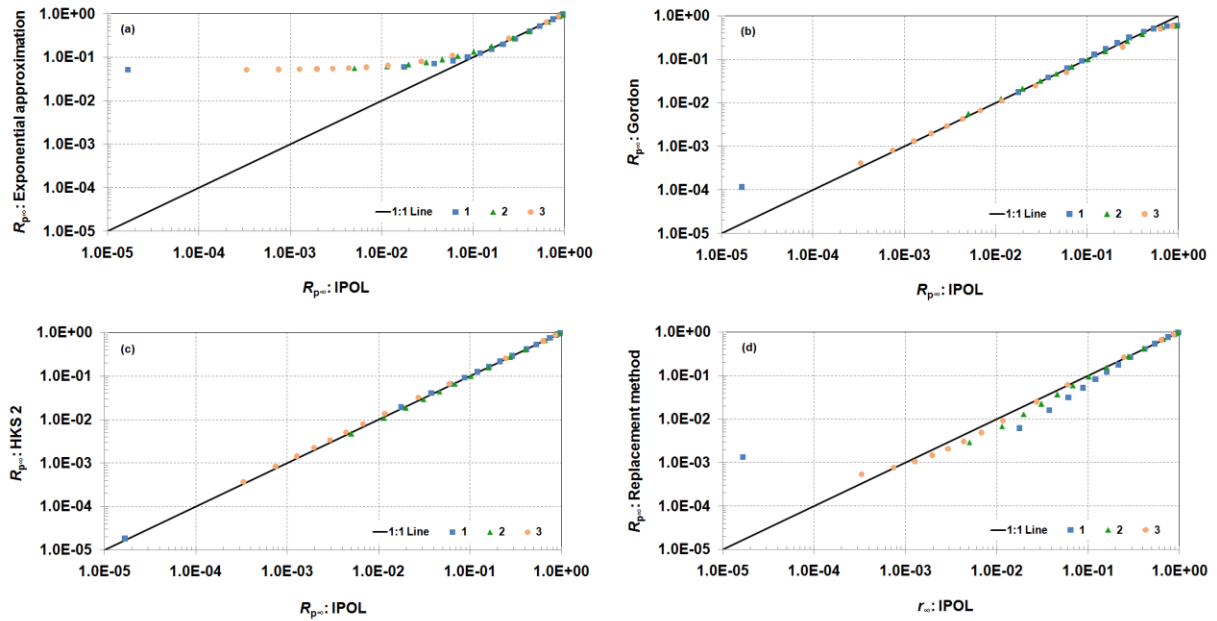 (a)
Rp∞: Exponential approximation
1.0E+00
1.0E-01
1.0E-02
1.0E-03
1.0E-04
1.0E-05
1:1 Line 1 2 3
1.0E-05 1.0E-04 1.0E-03 1.0E-02 1.0E-01 1.0E+00
Rp∞: IPOL
(b)
Rp∞: Gordon
1.0E+00
1.0E-01
1.0E-02
1.0E-03
1.0E-04
1.0E-05
1:1 Line 1 2 3
1.0E-05 1.0E-04 1.0E-03 1.0E-02 1.0E-01 1.0E+00
Rp∞: IPOL
(c)
Rp∞: HKS 2
1.0E+00
1.0E-01
1.0E-02
1.0E-03
1.0E-04
1.0E-05
1:1 Line 1 2 3
1.0E-05 1.0E-04 1.0E-03 1.0E-02 1.0E-01 1.0E+00
Rp∞: IPOL
(d)
Rp∞: Replacement method
1.0E+00
1.0E-01
1.0E-02
1.0E-03
1.0E-04
1.0E-05
1:1 Line 1 2 3
1.0E-05 1.0E-04 1.0E-03 1.0E-02 1.0E-01 1.0E+00
r∞: IPOL